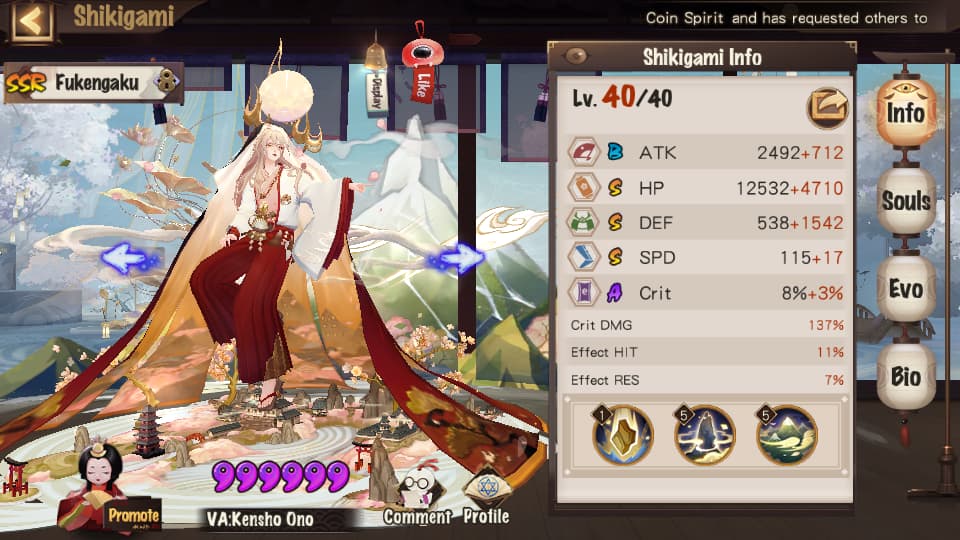 Shikigami
Coin Spirit and has requested others to
SSR Fukengaku
Display
Like
Shikigami Info
Lv. 40/40
B ATK 2492+712
S HP 12532+4710
S DEF 538+1542
S SPD 115+17
A Crit 8%+3%
Crit DMG 137%
Effect HIT 11%
Effect RES 7%
1 5 5
Info
Souls
Evo
Bio
Promote
999999
VA:Kensho Ono
Comment
Profile